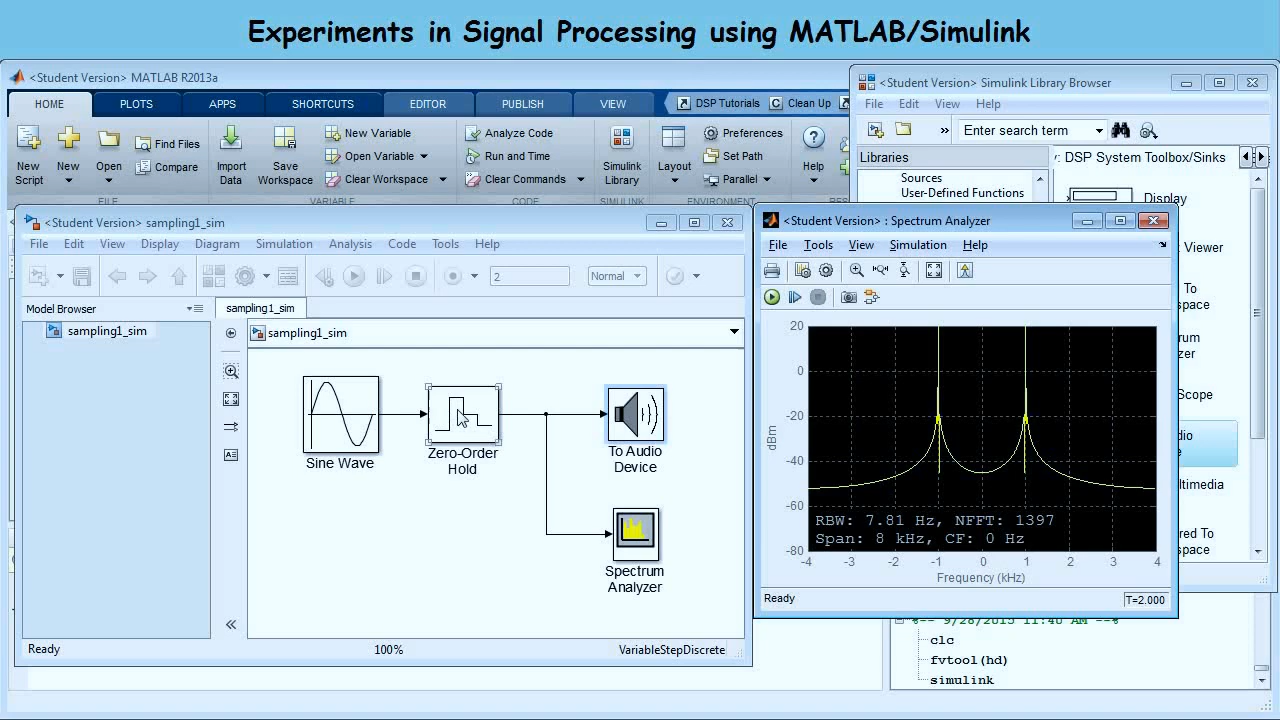 Experiments in Signal Processing using MATLAB/Simulink
<Student Version> MATLAB R2013a
HOME PLOTS APPS SHORTCUTS EDITOR PUBLISH VIEW DSP Tutorials Clean Up
New Script
New
Open
Find Files
Compare
Import Data
Save Workspace
New Variable
Open Variable
Clear Workspace
Analyze Code
Run and Time
Clear Commands
Simulink Library
Layout
Preferences
Set Path
Parallel
Help
FILE VARIABLE CODE SIMULINK ENVIRONMENT
<Student Version> Simulink Library Browser
File Edit View Help
Enter search term
Libraries
: DSP System Toolbox/Sinks
Sources
User-Defined Functions
Display
Viewer
To
Scope
To
<Student Version> sampling1_sim
File Edit View Display Diagram Simulation Analysis Code Tools Help
2
Normal
Model Browser
sampling1_sim
sampling1_sim
sampling1_sim
Sine Wave
Zero-Order
Hold
To Audio
Device
Spectrum
Analyzer
Ready
100%
VariableStepDiscrete
<Student Version> : Spectrum Analyzer
File Tools View Simulation Help
20
0
-20
-40
-60
-80
dBm
RBW: 7.81 Hz, NFFT: 1397
Span: 8 kHz, CF: 0 Hz
-4 -3 -2 -1 0 1 2 3 4
Frequency (kHz)
Ready
T=2.000
%-- 9/28/2015 11:40 AM --%
clc
fvtool(hd)
simulink